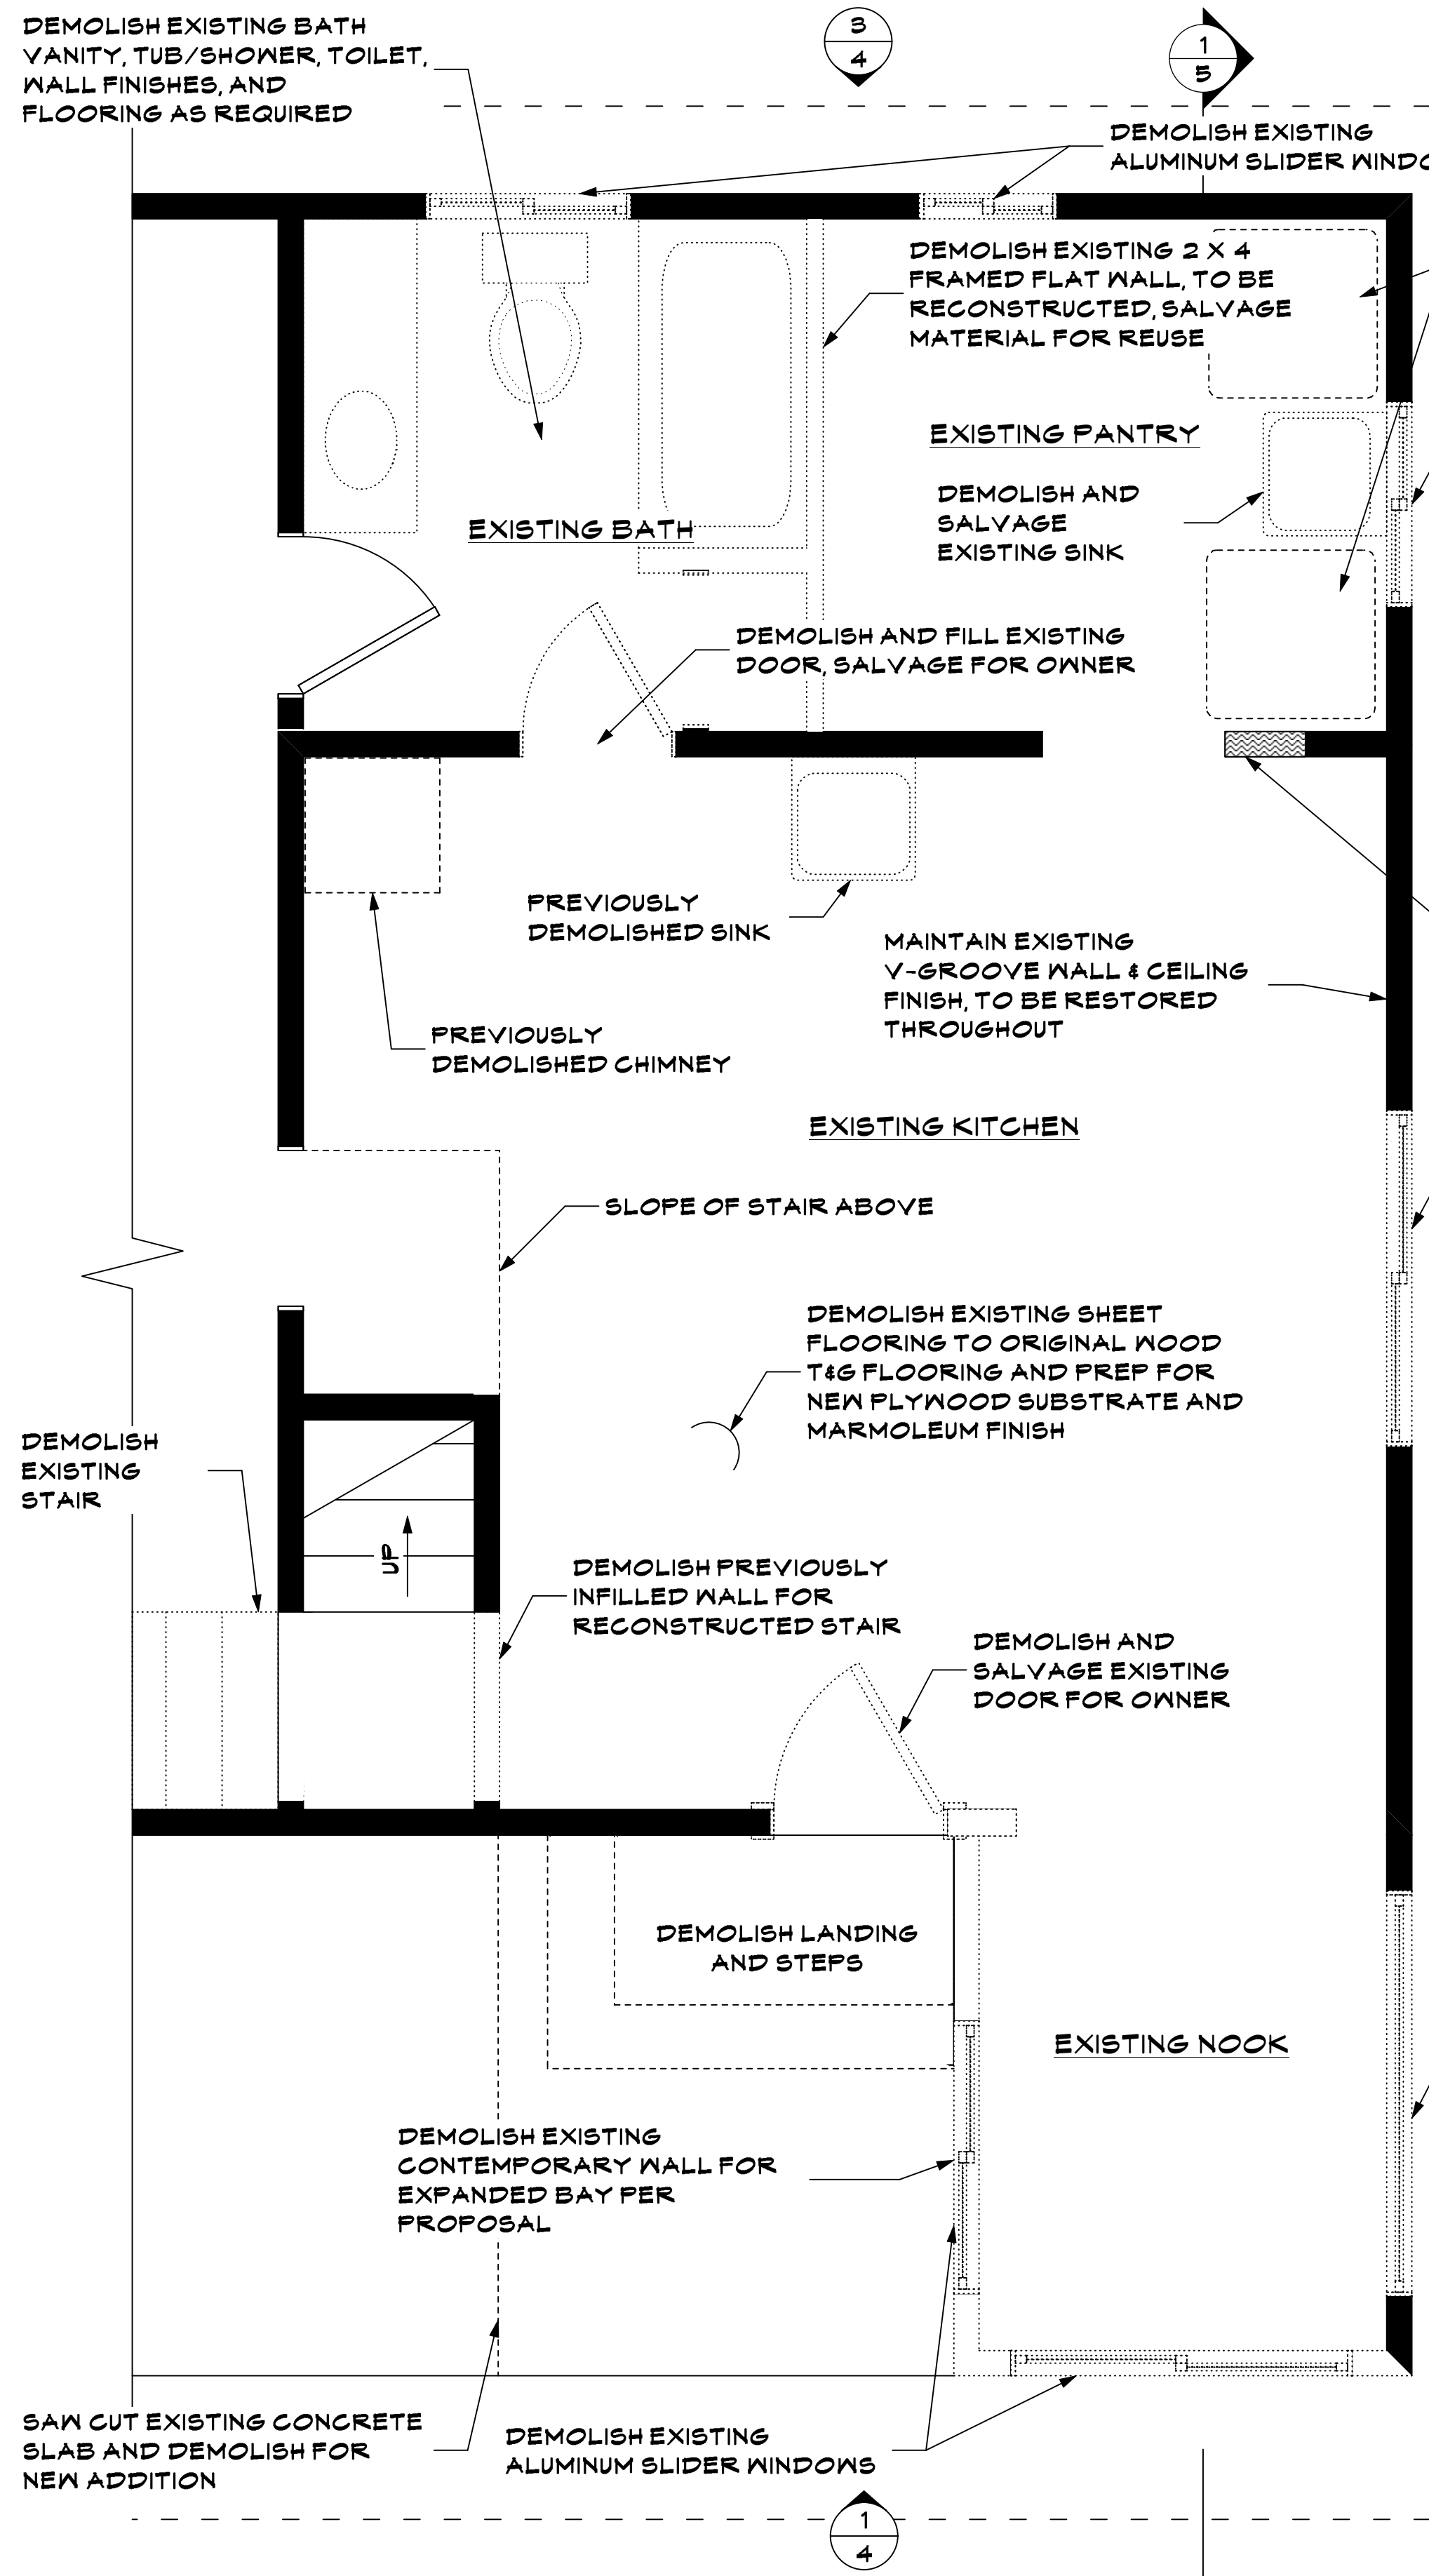 DEMOLISH EXISTING BATH
VANITY, TUB/SHOWER, TOILET,
WALL FINISHES, AND
FLOORING AS REQUIRED
3
4
1
5
DEMOLISH EXISTING
ALUMINUM SLIDER
DEMOLISH EXISTING 2 X 4
FRAMED FLAT WALL, TO BE
RECONSTRUCTED, SALVAGE
MATERIAL FOR REUSE
EXISTING PANTRY
DEMOLISH AND
SALVAGE
EXISTING SINK
EXISTING BATH
DEMOLISH AND FILL EXISTING
DOOR, SALVAGE FOR OWNER
PREVIOUSLY
DEMOLISHED SINK
MAINTAIN EXISTING
V-GROOVE WALL & CEILING
FINISH, TO BE RESTORED
THROUGHOUT
PREVIOUSLY
DEMOLISHED CHIMNEY
EXISTING KITCHEN
SLOPE OF STAIR ABOVE
DEMOLISH EXISTING SHEET
FLOORING TO ORIGINAL WOOD
T&G FLOORING AND PREP FOR
NEW PLYWOOD SUBSTRATE AND
MARMOLEUM FINISH
DEMOLISH
EXISTING
STAIR
UP
DEMOLISH PREVIOUSLY
INFILLED WALL FOR
RECONSTRUCTED STAIR
DEMOLISH AND
SALVAGE EXISTING
DOOR FOR OWNER
DEMOLISH LANDING
AND STEPS
EXISTING NOOK
DEMOLISH EXISTING
CONTEMPORARY WALL FOR
EXPANDED BAY PER
PROPOSAL
SAW CUT EXISTING CONCRETE
SLAB AND DEMOLISH FOR
NEW ADDITION
DEMOLISH EXISTING
ALUMINUM SLIDER WINDOWS
1
4